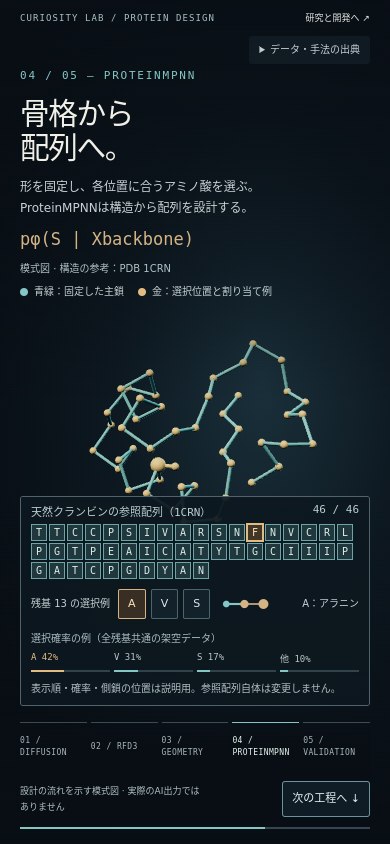 CURIOSITY LAB / PROTEIN DESIGN
研究と開発へ ↗
▶ データ・手法の出典
04 / 05 — PROTEINMPNN
骨格から
配列へ。
形を固定し、各位置に合うアミノ酸を選ぶ。
ProteinMPNNは構造から配列を設計する。
pφ(S | Xbackbone)
模式図・構造の参考：PDB 1CRN
青緑：固定した主鎖
金：選択位置と割り当て例
天然クランビンの参照配列（1CRN）
46 / 46
T T C C P S I V A R S N F N V C R L
P G T P E A I C A T Y T G C I I I P
G A T C P G D Y A N
残基 13 の選択例
A V S
A：アラニン
選択確率の例（全残基共通の架空データ）
A 42% V 31% S 17% 他 10%
表示順・確率・側鎖の位置は説明用。参照配列自体は変更しません。
01 / DIFFUSION
02 / RFD3
03 / GEOMETRY
04 / PROTEINMPNN
05 / VALIDATION
設計の流れを示す模式図・実際のAI出力では
ありません
次の工程へ ↓